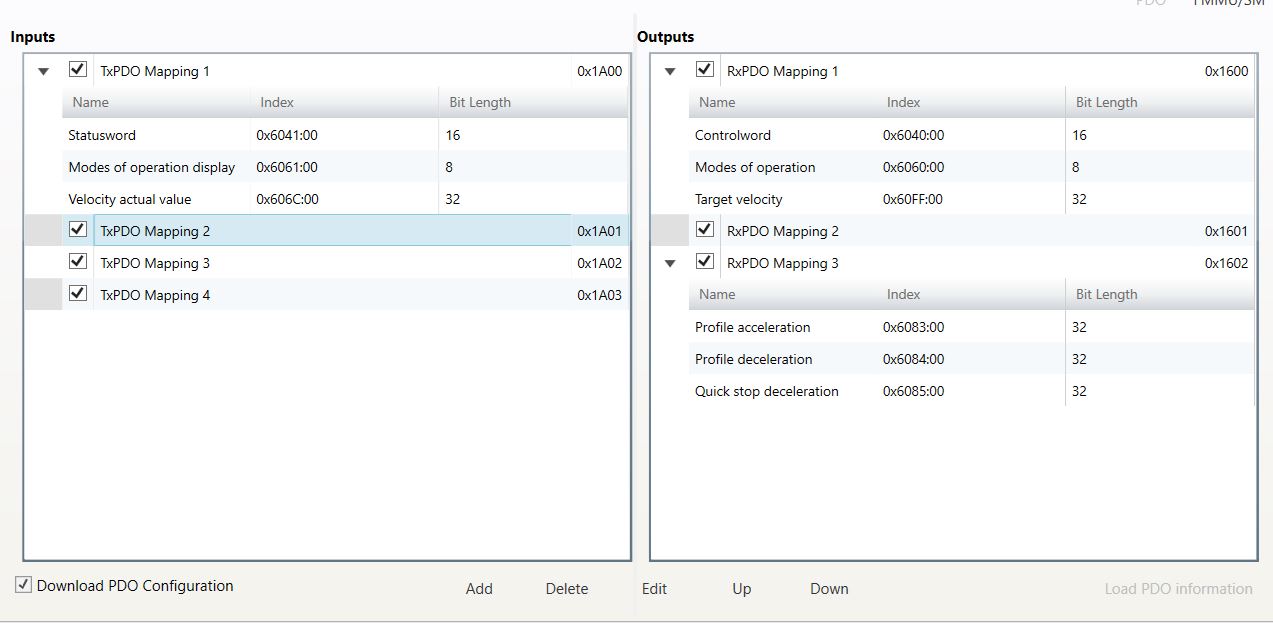 PDO FMMU/SM
Inputs
TxPDO Mapping 1 0x1A00
Name Index Bit Length
Statusword 0x6041:00 16
Modes of operation display 0x6061:00 8
Velocity actual value 0x606C:00 32
TxPDO Mapping 2 0x1A01
TxPDO Mapping 3 0x1A02
TxPDO Mapping 4 0x1A03
Outputs
RxPDO Mapping 1 0x1600
Name Index Bit Length
Controlword 0x6040:00 16
Modes of operation 0x6060:00 8
Target velocity 0x60FF:00 32
RxPDO Mapping 2 0x1601
RxPDO Mapping 3 0x1602
Name Index Bit Length
Profile acceleration 0x6083:00 32
Profile deceleration 0x6084:00 32
Quick stop deceleration 0x6085:00 32
Download PDO Configuration Add Delete Edit Up Down Load PDO information